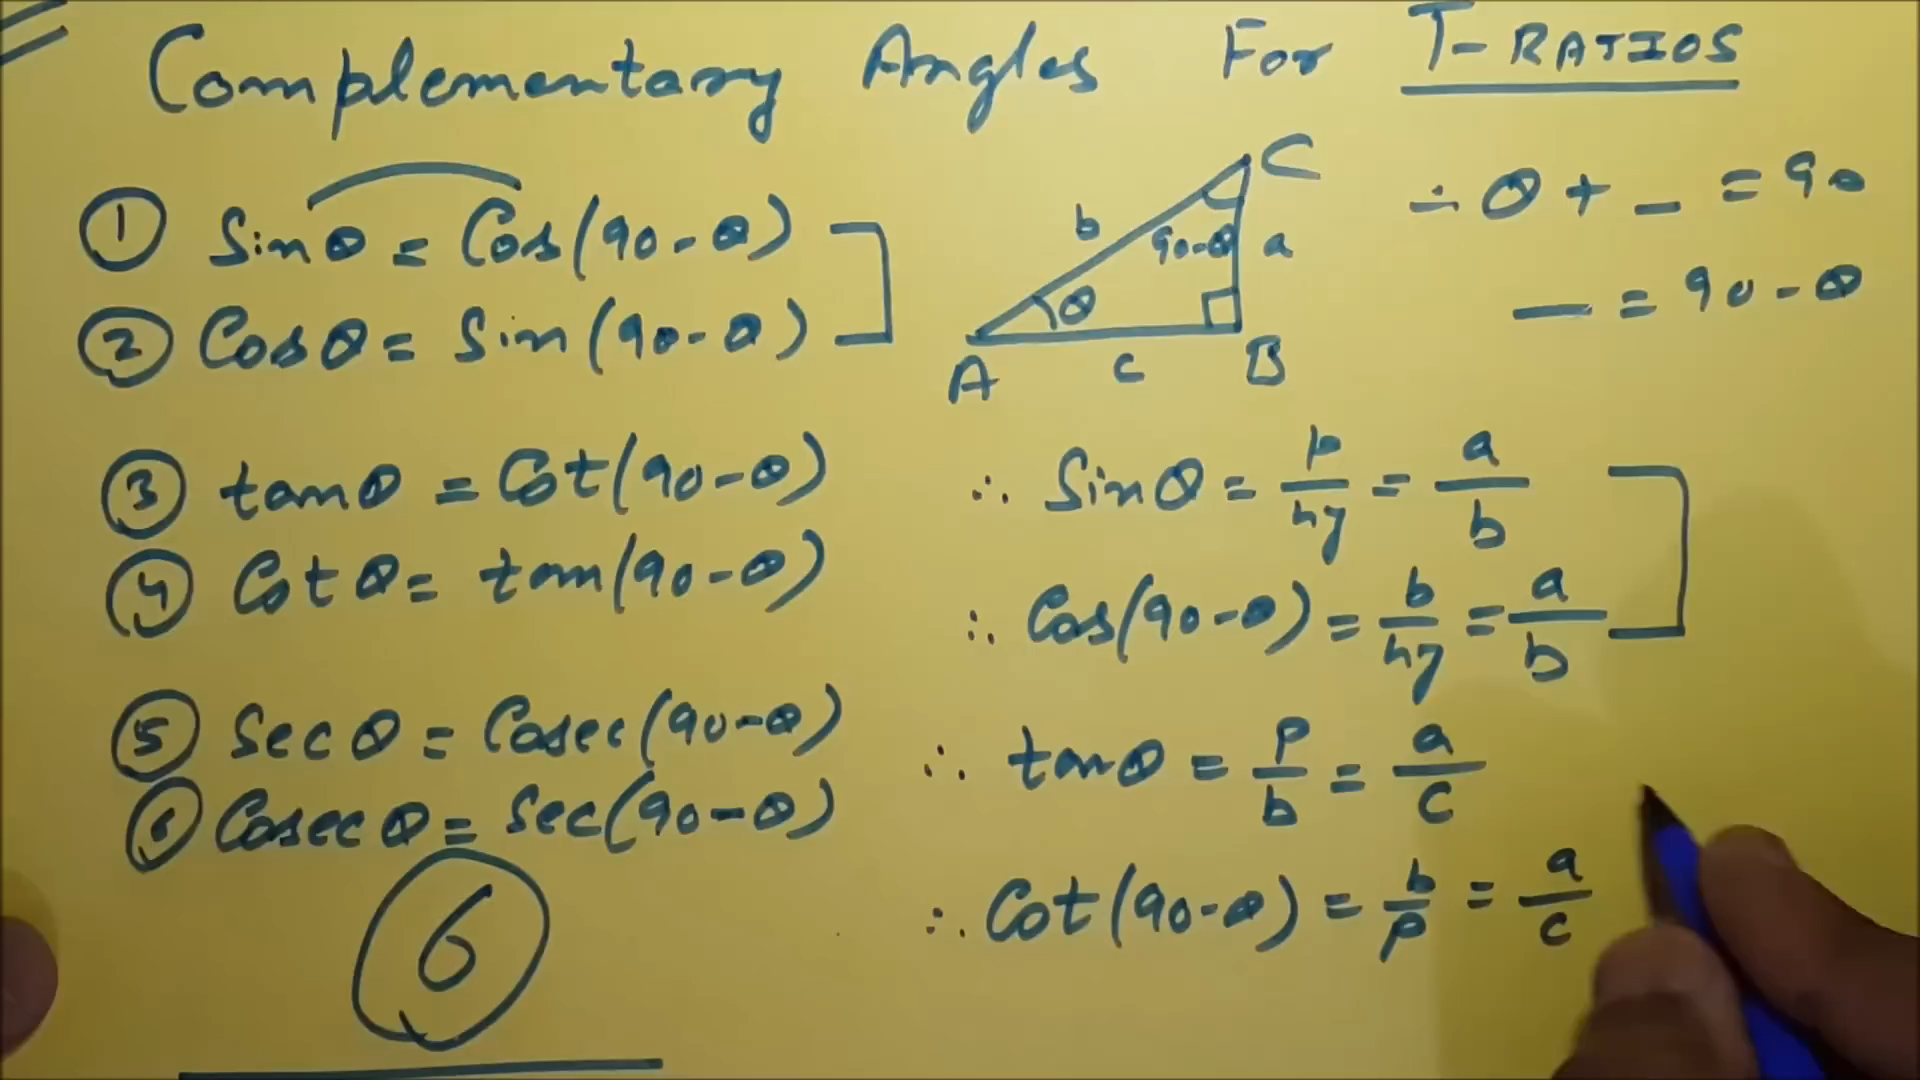 Complementary Angles For T-RATIOS
① Sinθ = Cos(90-θ)
② Cosθ = Sin(90-θ)
③ tanθ = Cot(90-θ)
④ Cotθ = tan(90-θ)
⑤ Secθ = Cosec(90-θ)
⑥ Cosecθ = Sec(90-θ)
6
C
b
90-θ
a
θ
A
c
B
∴ θ + _ = 90
_ = 90-θ
∴ Sinθ = p/hy = a/b
∴ Cos(90-θ) = b/hy = a/b
∴ tanθ = p/b = a/c
∴ Cot(90-θ) = b/p = a/c